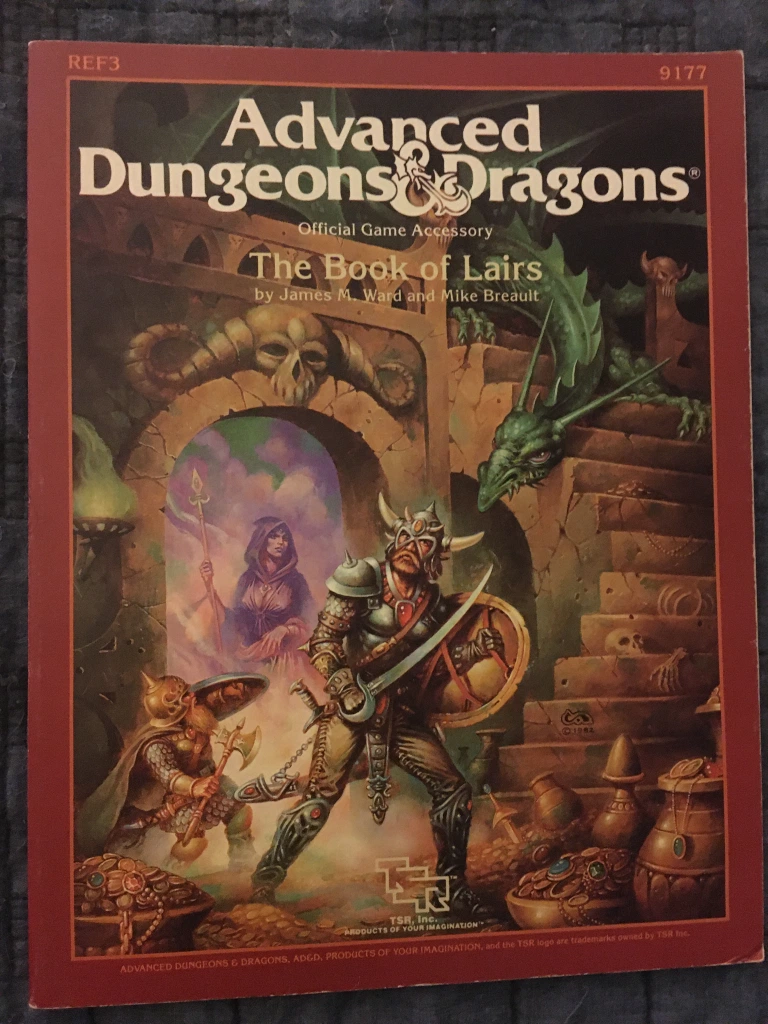 REF3
9177
Advanced
Dungeons & Dragons®
Official Game Accessory
The Book of Lairs
by James M. Ward and Mike Breault
©1982
TSR™
TSR, Inc.
PRODUCTS OF YOUR IMAGINATION™
ADVANCED DUNGEONS & DRAGONS, AD&D, PRODUCTS OF YOUR IMAGINATION, and the TSR logo are trademarks owned by TSR Inc.